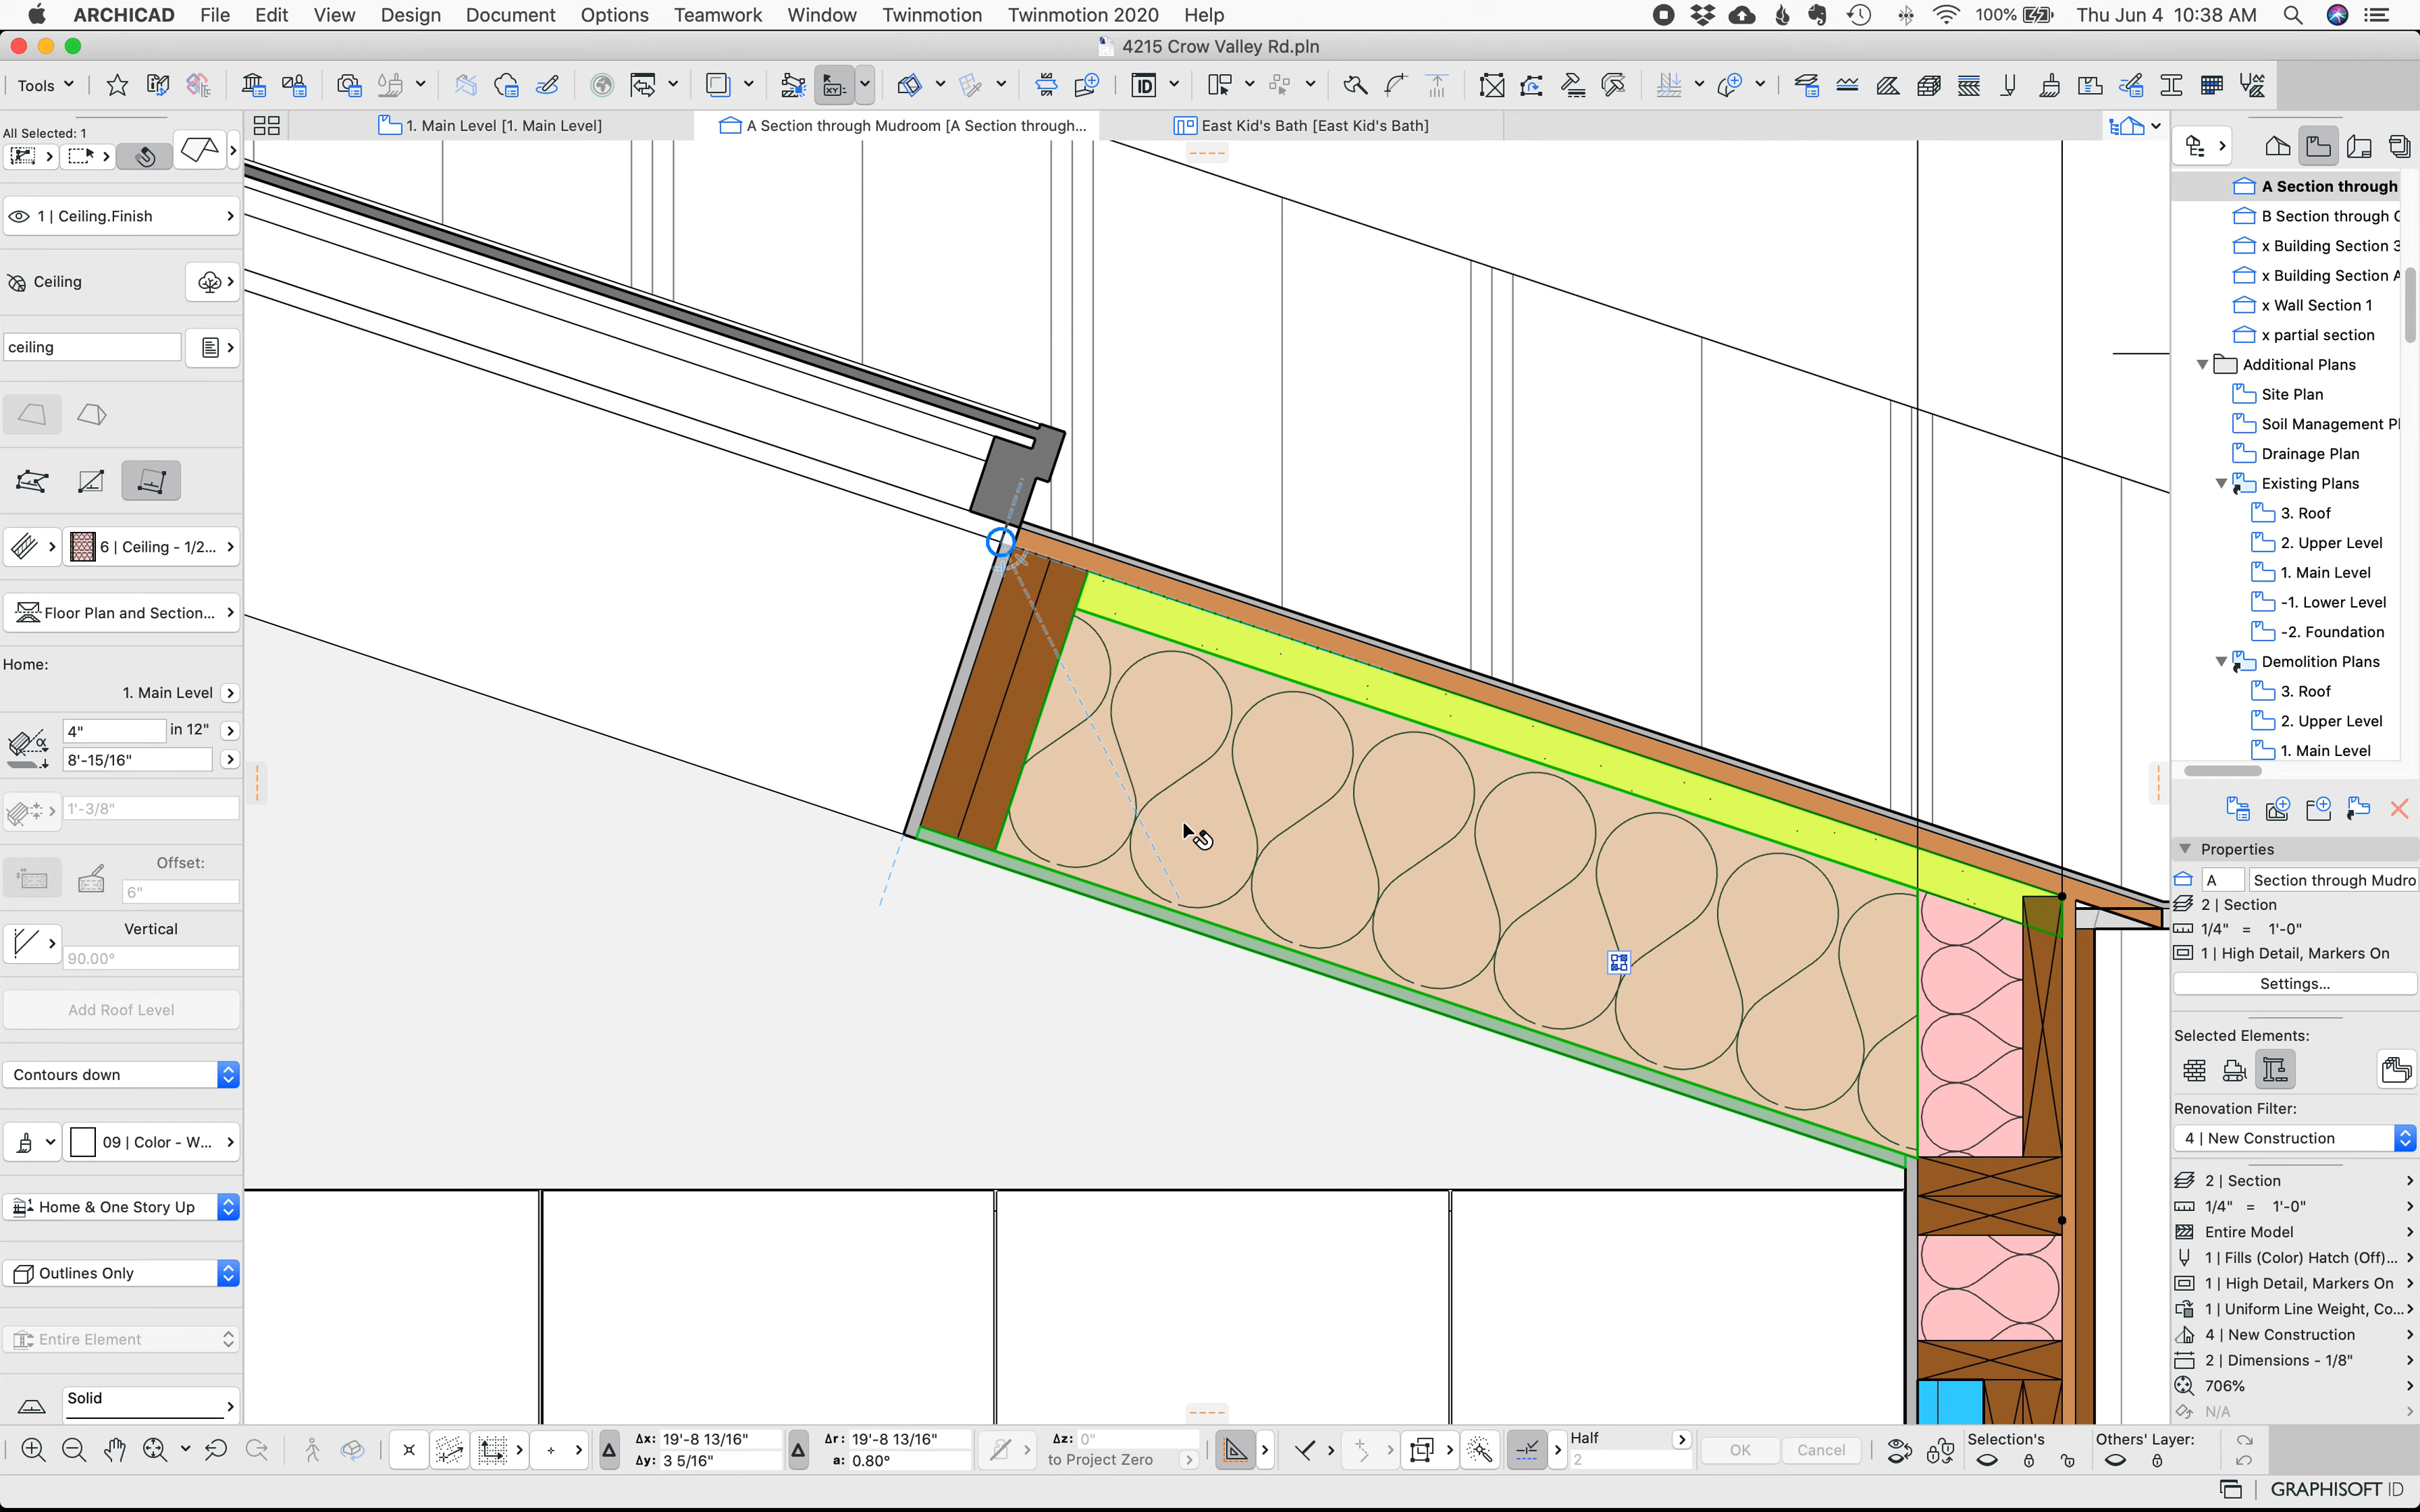 ARCHICAD File Edit View Design Document Options Teamwork Window Twinmotion Twinmotion 2020 Help 100% Thu Jun 4 10:38 AM
4215 Crow Valley Rd.pln
Tools
ID
1. Main Level [1. Main Level]
A Section through Mudroom [A Section through...
East Kid's Bath [East Kid's Bath]
All Selected: 1
1 | Ceiling.Finish
Ceiling
ceiling
6 | Ceiling - 1/2...
Floor Plan and Section...
Home:
1. Main Level
4" in 12"
8'-15/16"
1'-3/8"
Offset:
6"
Vertical
90.00°
Add Roof Level
Contours down
09 | Color - W...
Home & One Story Up
Outlines Only
Entire Element
Solid
A Section through
B Section through
x Building Section 3
x Building Section A
x Wall Section 1
x partial section
Additional Plans
Site Plan
Soil Management Pl
Drainage Plan
Existing Plans
3. Roof
2. Upper Level
1. Main Level
-1. Lower Level
-2. Foundation
Demolition Plans
3. Roof
2. Upper Level
1. Main Level
Properties
A Section through Mudro
2 | Section
1/4" = 1'-0"
1 | High Detail, Markers On
Settings...
Selected Elements:
Renovation Filter:
4 | New Construction
2 | Section
1/4" = 1'-0"
Entire Model
1 | Fills (Color) Hatch (Off)...
1 | High Detail, Markers On
1 | Uniform Line Weight, Co...
4 | New Construction
2 | Dimensions - 1/8"
706%
N/A
Δx: 19'-8 13/16"
Δy: 3 5/16"
Δr: 19'-8 13/16"
a: 0.80°
Δz: 0"
to Project Zero
Half
2
OK
Cancel
Selection's
Others' Layer:
GRAPHISOFT ID